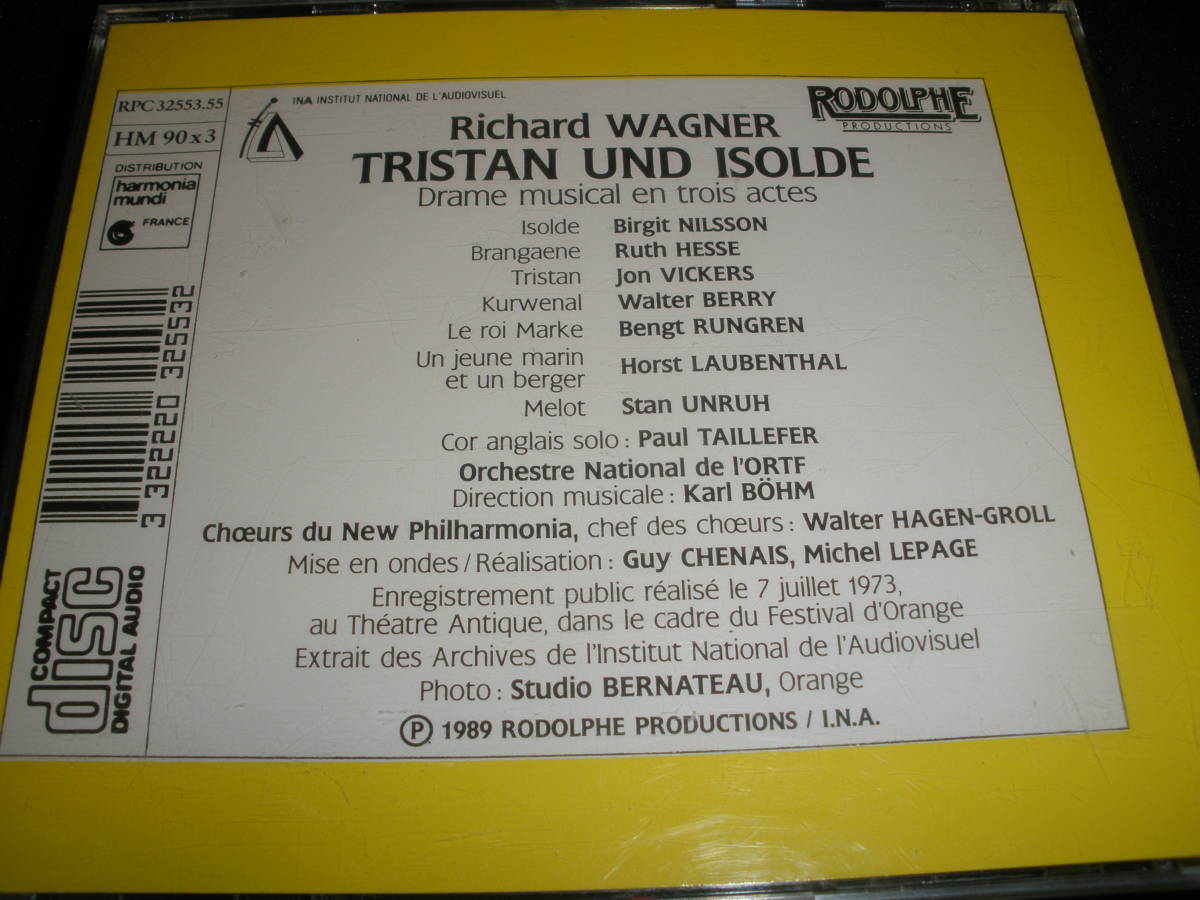 RPC 32553.55
HM 90 x 3
DISTRIBUTION
harmonia
mundi
FRANCE
3 322220 325532
COMPACT
disc
DIGITAL AUDIO
INA INSTITUT NATIONAL DE L'AUDIOVISUEL
RODOLPHE
PRODUCTIONS
Richard WAGNER
TRISTAN UND ISOLDE
Drame musical en trois actes
Isolde Birgit NILSSON
Brangaene Ruth HESSE
Tristan Jon VICKERS
Kurwenal Walter BERRY
Le roi Marke Bengt RUNGREN
Un jeune marin
et un berger Horst LAUBENTHAL
Melot Stan UNRUH
Cor anglais solo : Paul TAILLEFER
Orchestre National de l'ORTF
Direction musicale : Karl BÖHM
Chœurs du New Philharmonia, chef des chœurs : Walter HAGEN-GROLL
Mise en ondes / Réalisation : Guy CHENAIS, Michel LEPAGE
Enregistrement public réalisé le 7 juillet 1973,
au Théatre Antique, dans le cadre du Festival d'Orange
Extrait des Archives de l'Institut National de l'Audiovisuel
Photo : Studio BERNATEAU, Orange
Ⓟ 1989 RODOLPHE PRODUCTIONS / I.N.A.